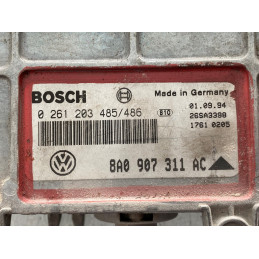 Made in Germany
BOSCH
01.09.94
0 261 203 485/486 B10
26SA3398
1761 0205
8A0 907 311 AC